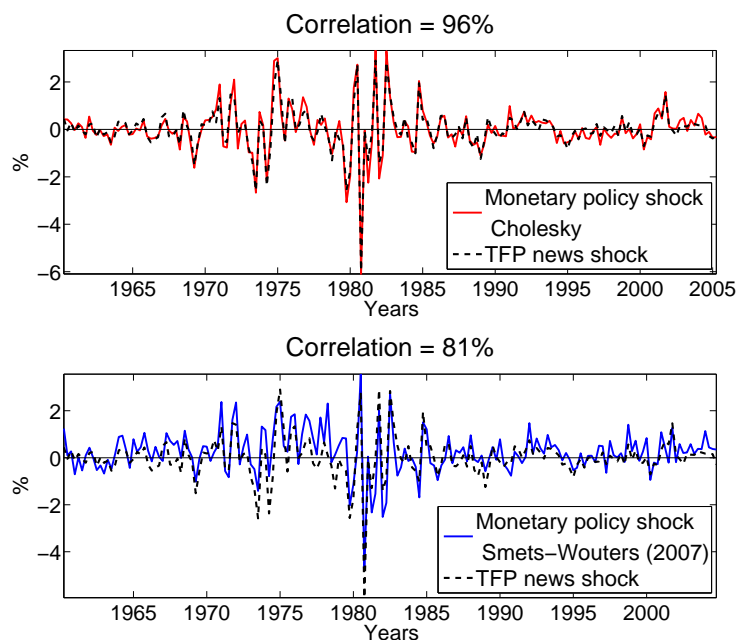 Correlation = 96%
2
0
−2
−4
−6
%
Monetary policy shock
Cholesky
TFP news shock
1965 1970 1975 1980 1985 1990 1995 2000 2005
Years
Correlation = 81%
2
0
−2
−4
%
Monetary policy shock
Smets−Wouters (2007)
TFP news shock
1965 1970 1975 1980 1985 1990 1995 2000
Years